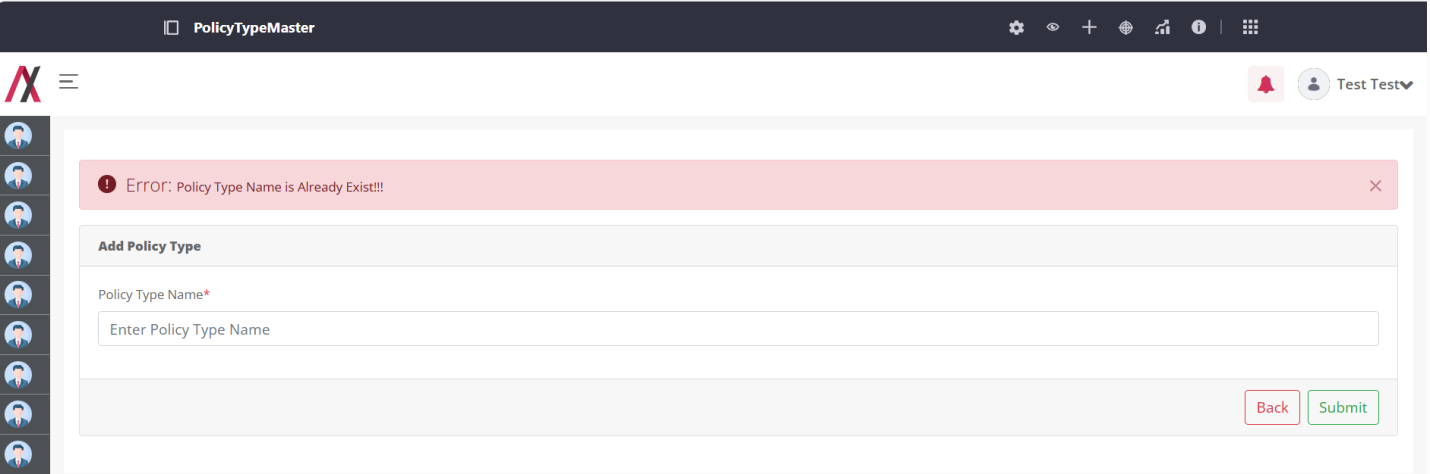 PolicyTypeMaster
Test Test
Error: Policy Type Name is Already Exist!!!
Add Policy Type
Policy Type Name*
Enter Policy Type Name
Back Submit